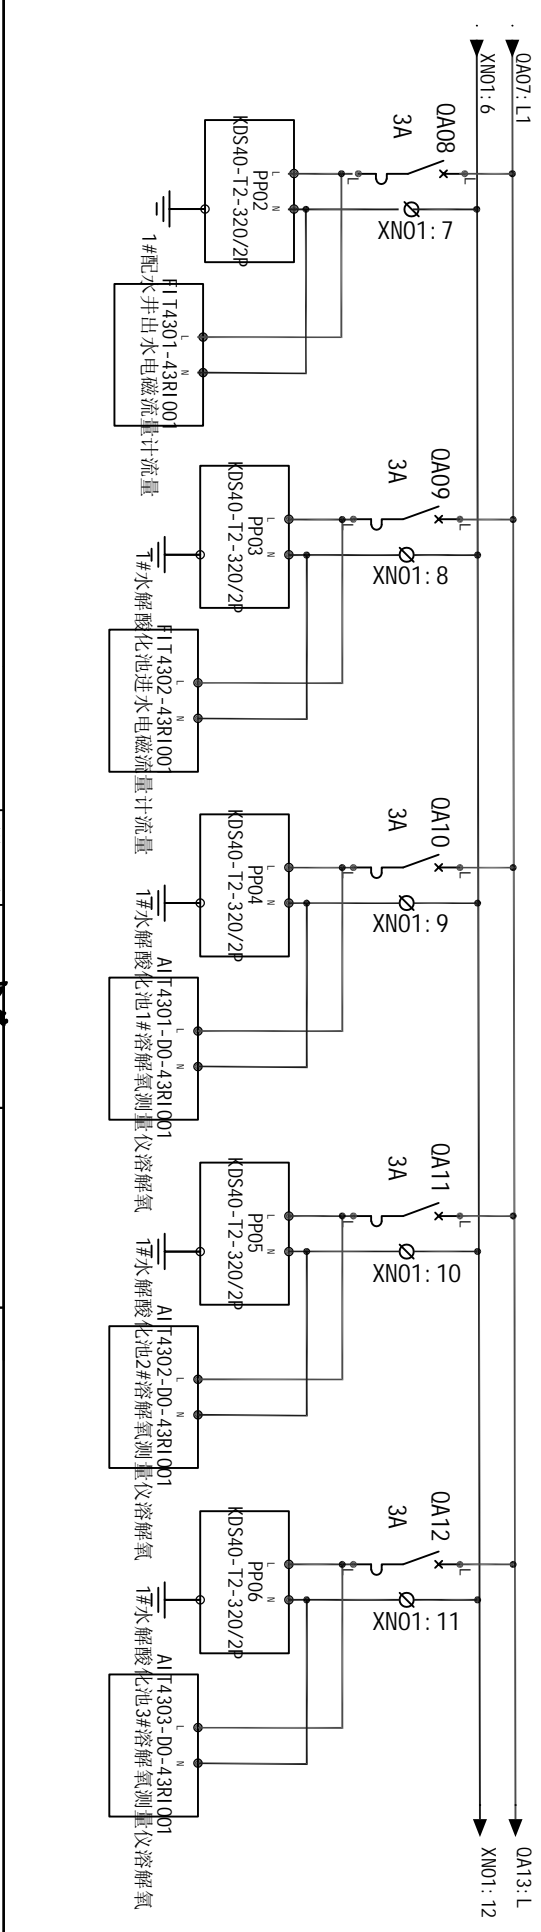 QA07:L1
XN01:6
QA08
3A
XN01:7
L
N
PP02
KDS40-T2-320/2P
L
N
FIT4301-43RI001
1#配水井出水电磁流量计流量
QA09
3A
XN01:8
L
N
PP03
KDS40-T2-320/2P
L
N
FIT4302-43RI001
1#水解酸化池进水电磁流量计流量
QA10
3A
XN01:9
L
N
PP04
KDS40-T2-320/2P
L
N
AIT4301-DO-43RI001
1#水解酸化池1#溶解氧测量仪溶解氧
QA11
3A
XN01:10
L
N
PP05
KDS40-T2-320/2P
L
N
AIT4302-DO-43RI001
1#水解酸化池2#溶解氧测量仪溶解氧
QA12
3A
XN01:11
L
N
PP06
KDS40-T2-320/2P
L
N
AIT4303-DO-43RI001
1#水解酸化池3#溶解氧测量仪溶解氧
QA13:L
XN01:12